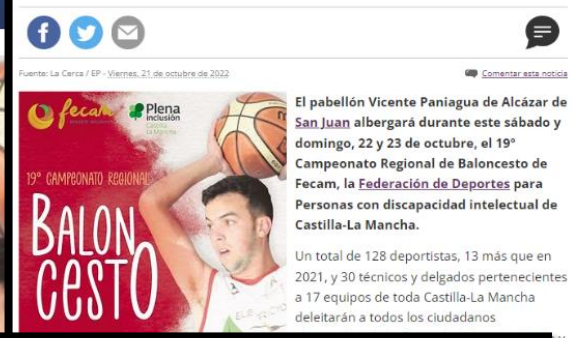 Fuente: La Cerca / EP - Viernes, 21 de octubre de 2022
Comentar esta noticia
fecam
Plena
inclusión
Castilla-
La Mancha
19º CAMPEONATO REGIONAL
BALON
CESTO
El pabellón Vicente Paniagua de Alcázar de
San Juan albergará durante este sábado y
domingo, 22 y 23 de octubre, el 19º
Campeonato Regional de Baloncesto de
Fecam, la Federación de Deportes para
Personas con discapacidad intelectual de
Castilla-La Mancha.
Un total de 128 deportistas, 13 más que en
2021, y 30 técnicos y delgados pertenecientes
a 17 equipos de toda Castilla-La Mancha
deleitarán a todos los ciudadanos